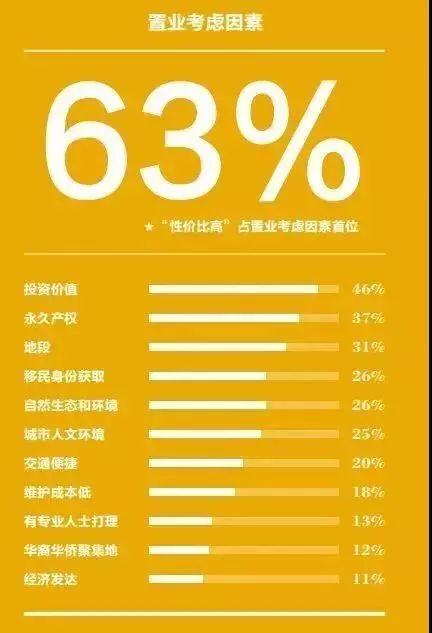 置业考虑因素
63%
★“性价比高”占置业考虑因素首位
投资价值 46%
永久产权 37%
地段 31%
移民身份获取 26%
自然生态和环境 26%
城市人文环境 25%
交通便捷 20%
维护成本低 18%
有专业人士打理 13%
华裔华侨聚集地 12%
经济发达 11%